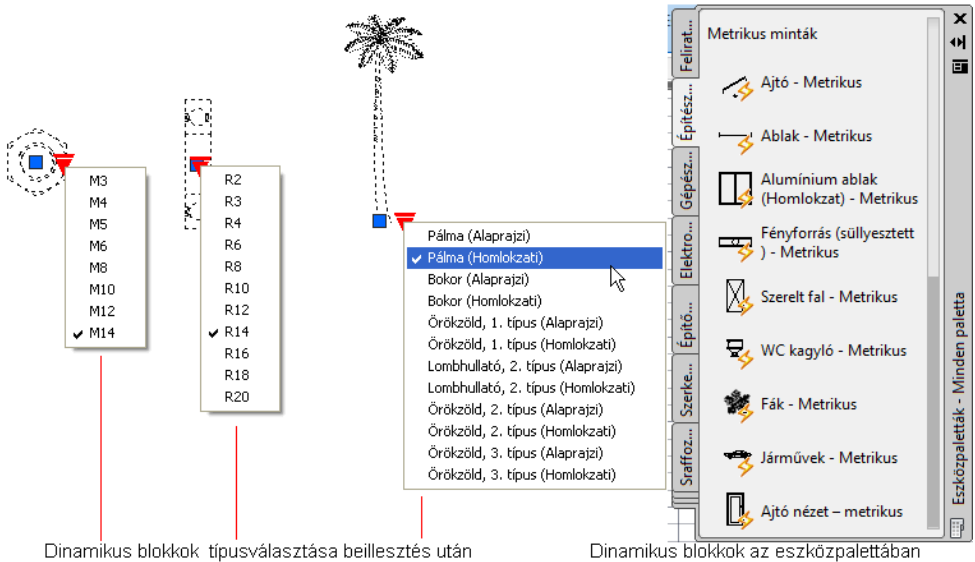 M3
M4
M5
M6
M8
M10
M12
M14
R2
R3
R4
R6
R8
R10
R12
R14
R16
R18
R20
Pálma (Alaprajzi)
Pálma (Homlokzati)
Bokor (Alaprajzi)
Bokor (Homlokzati)
Örökzöld, 1. típus (Alaprajzi)
Örökzöld, 1. típus (Homlokzati)
Lombhullató, 2. típus (Alaprajzi)
Lombhullató, 2. típus (Homlokzati)
Örökzöld, 2. típus (Alaprajzi)
Örökzöld, 2. típus (Homlokzati)
Örökzöld, 3. típus (Alaprajzi)
Örökzöld, 3. típus (Homlokzati)
Felirat...
Építész...
Gépész...
Elektro...
Építő...
Szerke...
Sraffoz...
Metrikus minták
Ajtó - Metrikus
Ablak - Metrikus
Alumínium ablak
(Homlokzat) - Metrikus
Fényforrás (süllyesztett
) - Metrikus
Szerelt fal - Metrikus
WC kagyló - Metrikus
Fák - Metrikus
Járművek - Metrikus
Ajtó nézet – metrikus
Eszközpaletták - Minden paletta
Dinamikus blokkok típusválasztása beillesztés után
Dinamikus blokkok az eszközpalettában